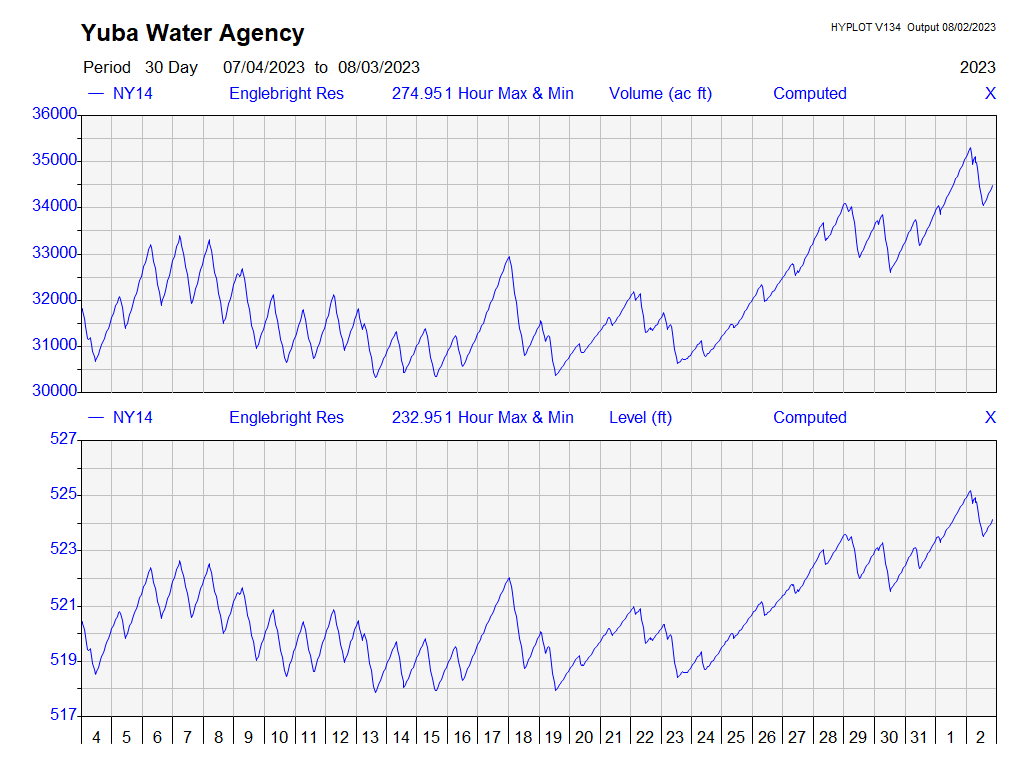 Yuba Water Agency
HYPLOT V134 Output 08/02/2023
Period 30 Day 07/04/2023 to 08/03/2023
2023
NY14 Englebright Res 274.951 Hour Max & Min Volume (ac ft) Computed X
36000
35000
34000
33000
32000
31000
30000
NY14 Englebright Res 232.951 Hour Max & Min Level (ft) Computed X
527
525
523
521
519
517
4 5 6 7 8 9 10 11 12 13 14 15 16 17 18 19 20 21 22 23 24 25 26 27 28 29 30 31 1 2